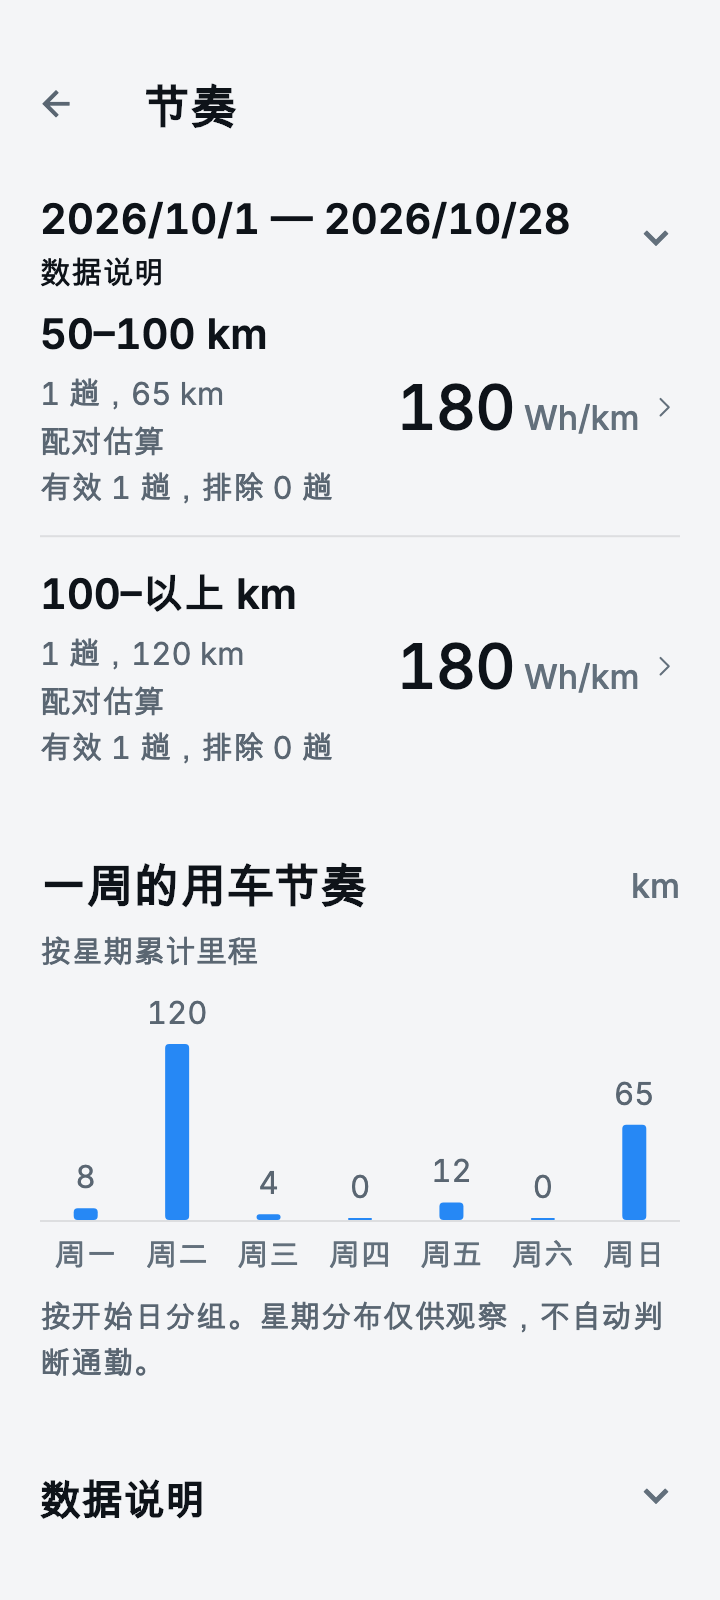 节奏
2026/10/1 — 2026/10/28
数据说明
50–100 km
1 趟，65 km
配对估算
有效 1 趟，排除 0 趟
180 Wh/km
100–以上 km
1 趟，120 km
配对估算
有效 1 趟，排除 0 趟
180 Wh/km
一周的用车节奏
km
按星期累计里程
8
120
4
0
12
0
65
周一 周二 周三 周四 周五 周六 周日
按开始日分组。星期分布仅供观察，不自动判
断通勤。
数据说明